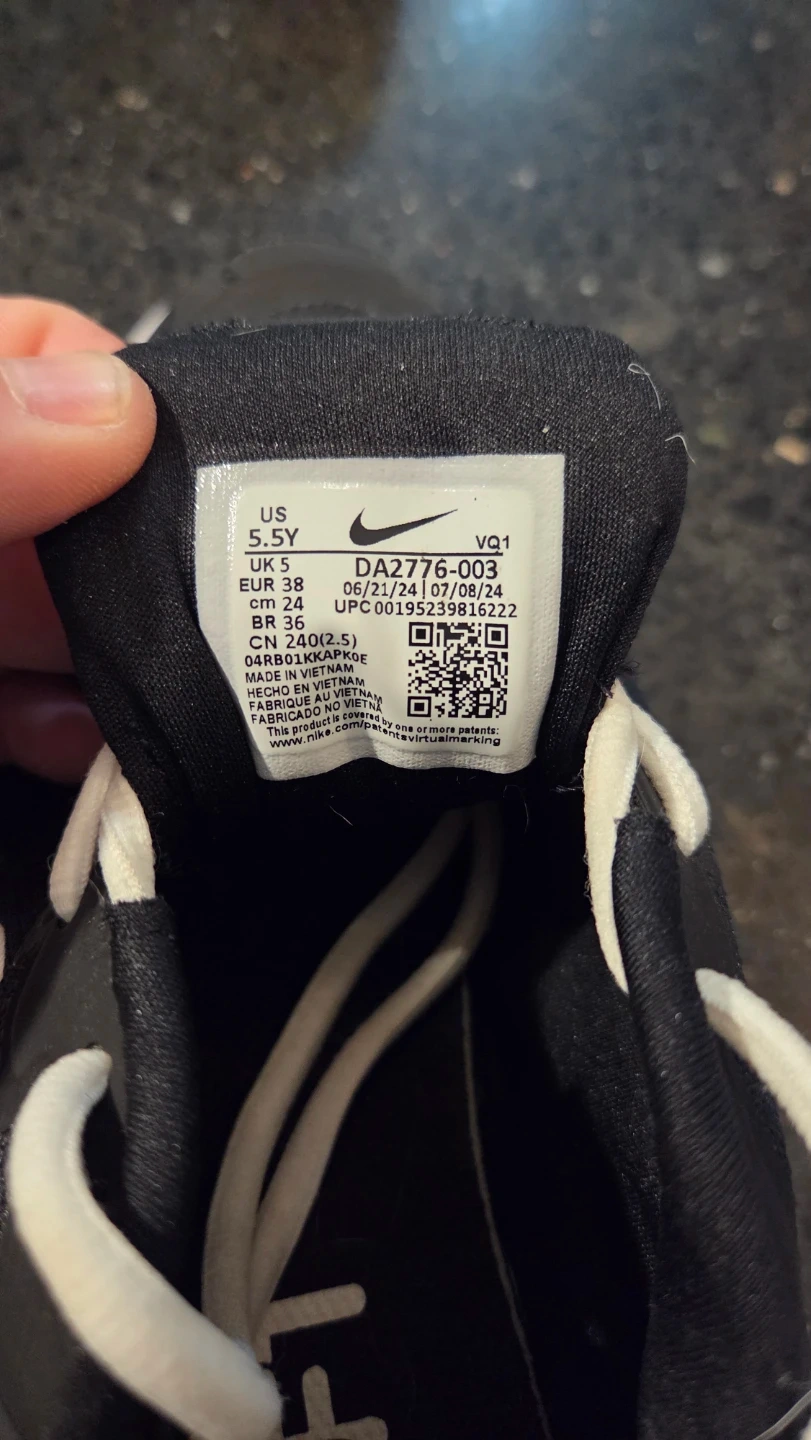 US
5.5Y
VQ1
UK 5
DA2776-003
EUR 38
06/21/24 | 07/08/24
cm 24
UPC 00195239816222
BR 36
CN 240(2.5)
04RB01KKAPK0E
MADE IN VIETNAM
HECHO EN VIETNAM
FABRIQUE AU VIETNAM
FABRICADO NO VIETNA
This product is covered by one or more patents:
www.nike.com/patentsvirtualmarking